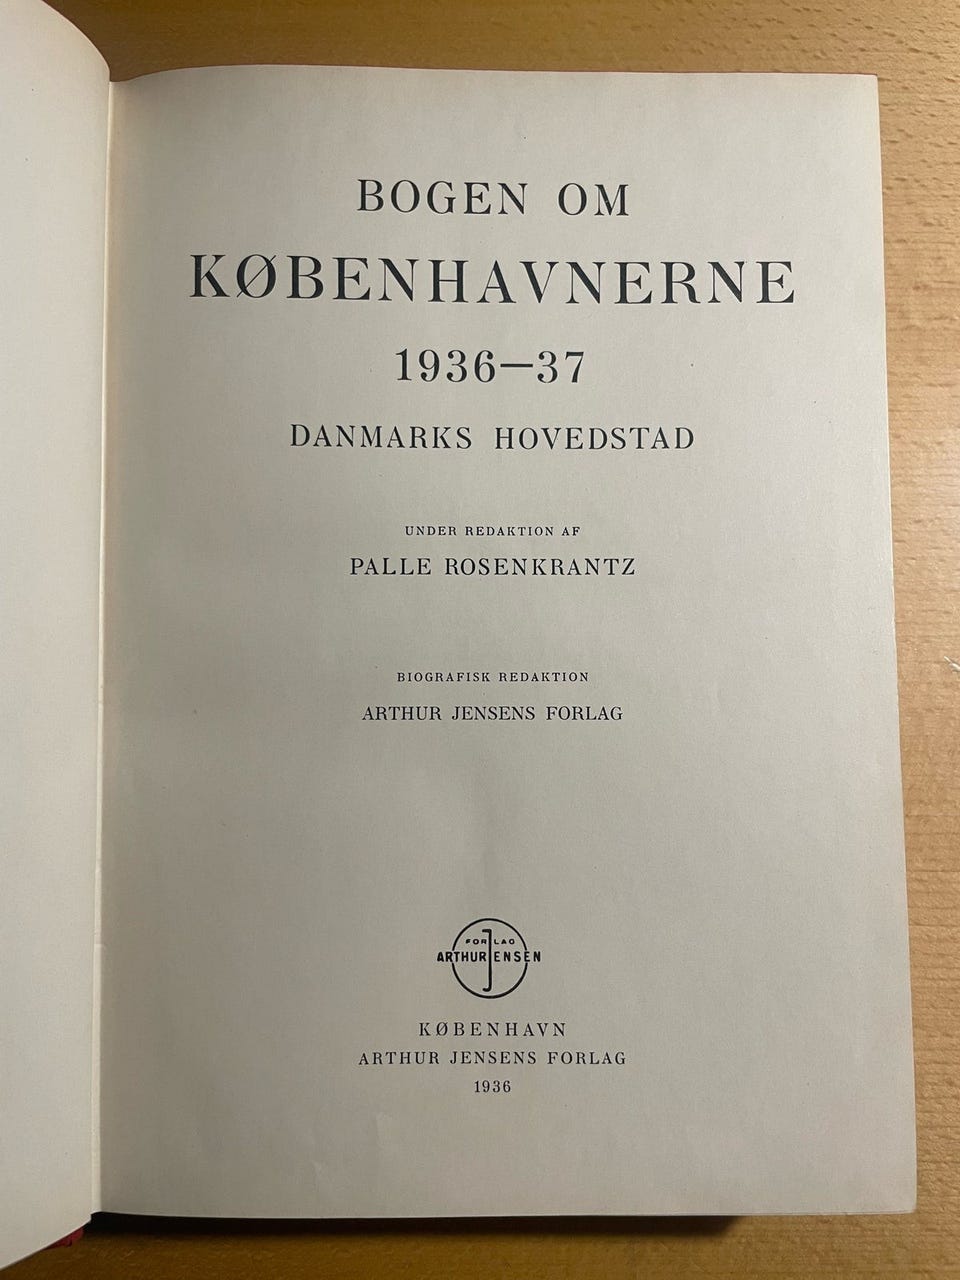 BOGEN OM
KØBENHAVNERNE
1936—37
DANMARKS HOVEDSTAD
UNDER REDAKTION AF
PALLE ROSENKRANTZ
BIOGRAFISK REDAKTION
ARTHUR JENSENS FORLAG
FORLAG
ARTHUR JENSEN
KØBENHAVN
ARTHUR JENSENS FORLAG
1936